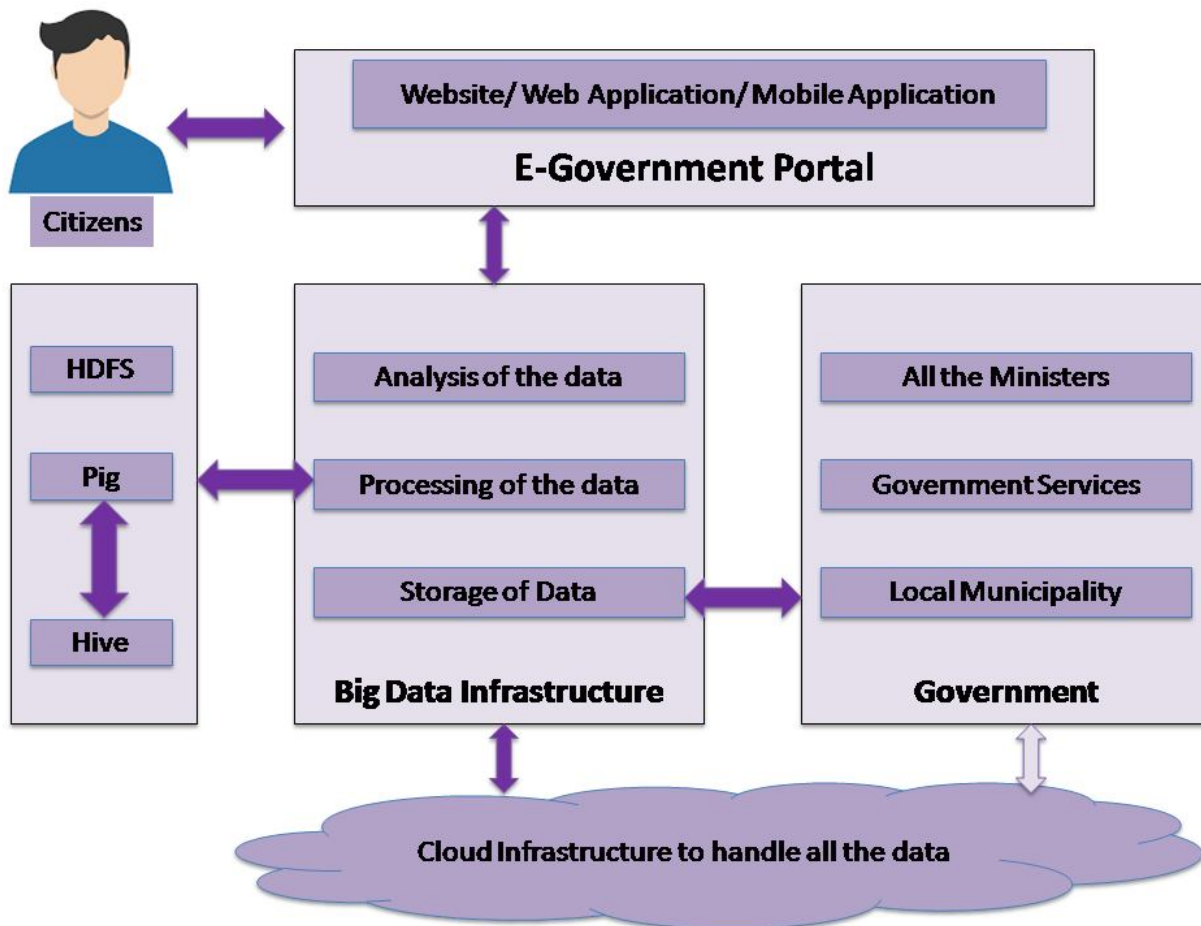 Website/ Web Application/ Mobile Application
E-Government Portal
Citizens
HDFS
Pig
Hive
Analysis of the data
Processing of the data
Storage of Data
Big Data Infrastructure
All the Ministers
Government Services
Local Municipality
Government
Cloud Infrastructure to handle all the data